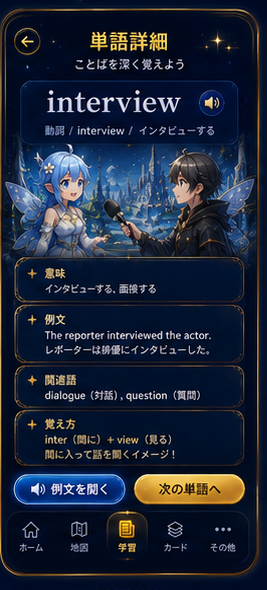 単語詳細
ことばを深く覚えよう
interview
動詞 / interview / インタビューする
意味
インタビューする、面接する
例文
The reporter interviewed the actor.
レポーターは俳優にインタビューした。
関連語
dialogue（対話）, question（質問）
覚え方
inter（間に）+ view（見る）
間に入って話を聞くイメージ！
例文を聞く
次の単語へ
ホーム
地図
学習
カード
その他